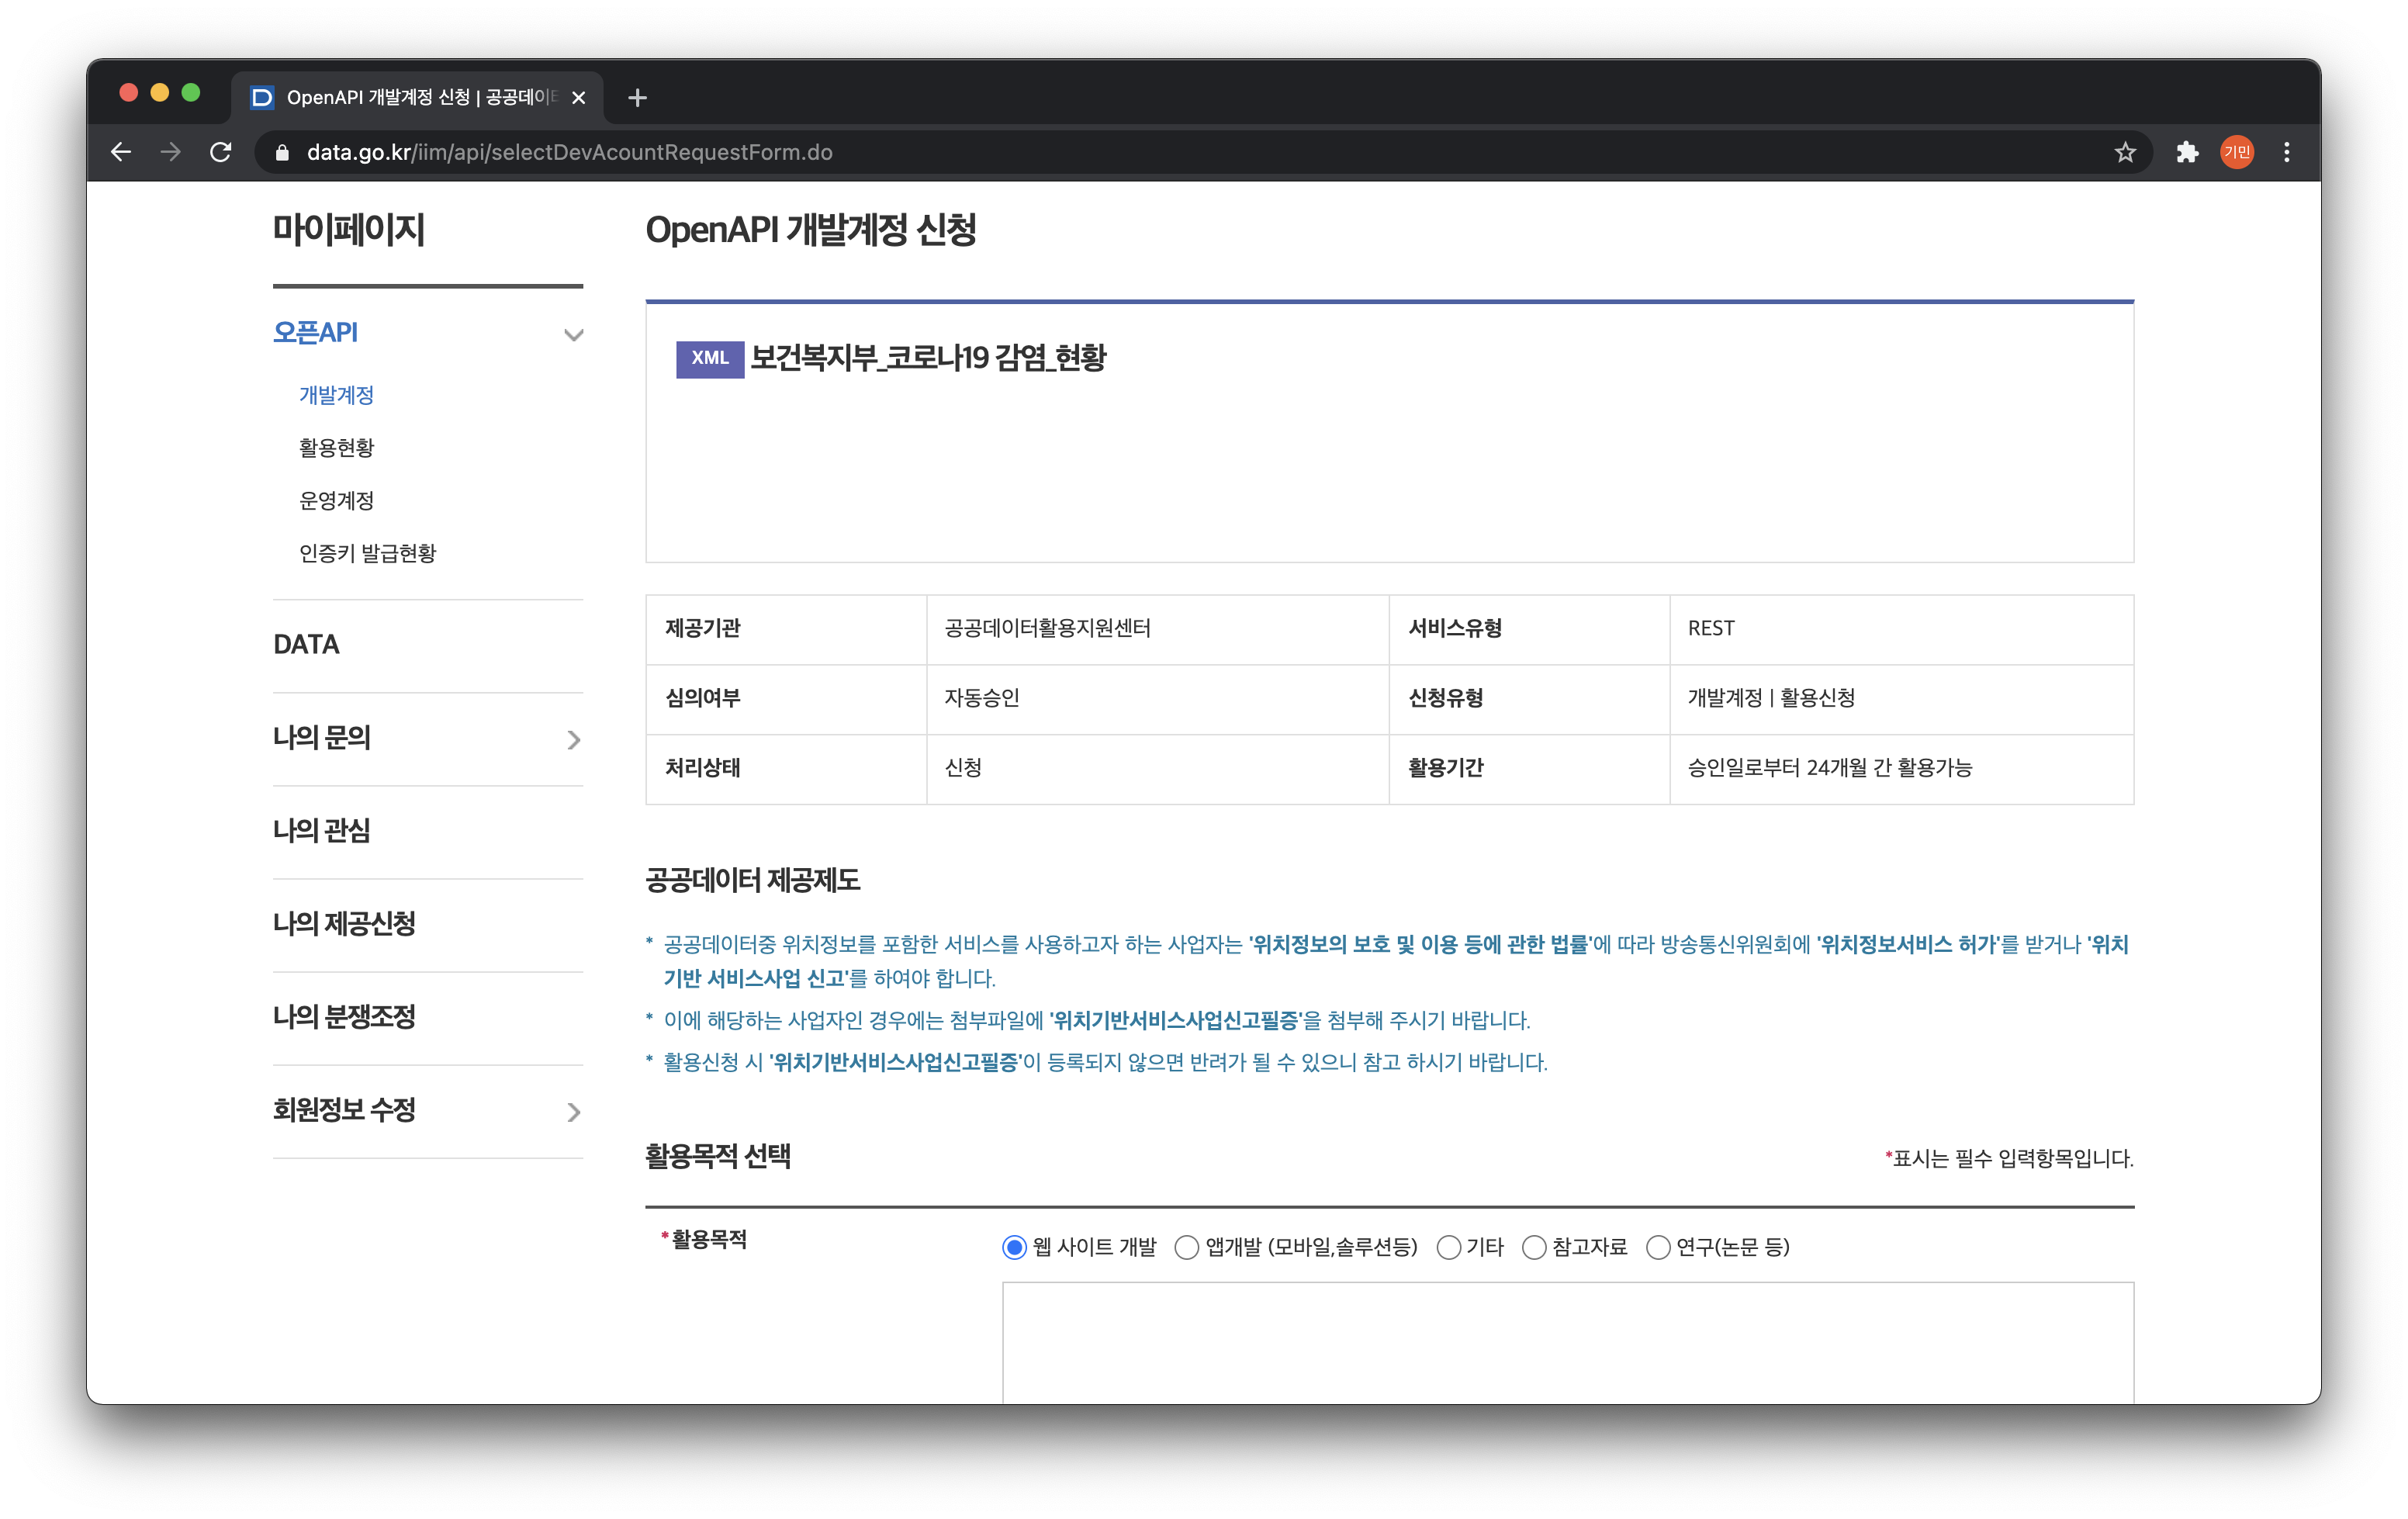 OpenAPI 개발계정 신청 | 공공데이터
data.go.kr/iim/api/selectDevAcountRequestForm.do
기민
마이페이지
오픈API
개발계정
활용현황
운영계정
인증키 발급현황
DATA
나의 문의
나의 관심
나의 제공신청
나의 분쟁조정
회원정보 수정
OpenAPI 개발계정 신청
XML 보건복지부_코로나19 감염_현황
제공기관 공공데이터활용지원센터 서비스유형 REST
심의여부 자동승인 신청유형 개발계정 | 활용신청
처리상태 신청 활용기간 승인일로부터 24개월 간 활용가능
공공데이터 제공제도
* 공공데이터중 위치정보를 포함한 서비스를 사용하고자 하는 사업자는 '위치정보의 보호 및 이용 등에 관한 법률'에 따라 방송통신위원회에 '위치정보서비스 허가'를 받거나 '위치
기반 서비스사업 신고'를 하여야 합니다.
* 이에 해당하는 사업자인 경우에는 첨부파일에 '위치기반서비스사업신고필증'을 첨부해 주시기 바랍니다.
* 활용신청 시 '위치기반서비스사업신고필증'이 등록되지 않으면 반려가 될 수 있으니 참고 하시기 바랍니다.
활용목적 선택
*표시는 필수 입력항목입니다.
*활용목적
웹 사이트 개발 앱개발 (모바일,솔루션등) 기타 참고자료 연구(논문 등)